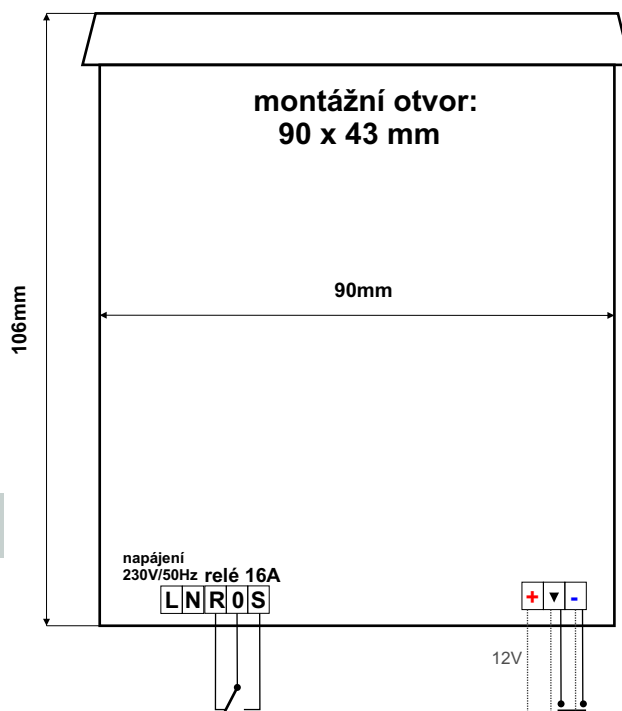 montážní otvor:
90 x 43 mm
90mm
106mm
napájení
230V/50Hz relé 16A
L N R 0 S
+ ▼ -
12V